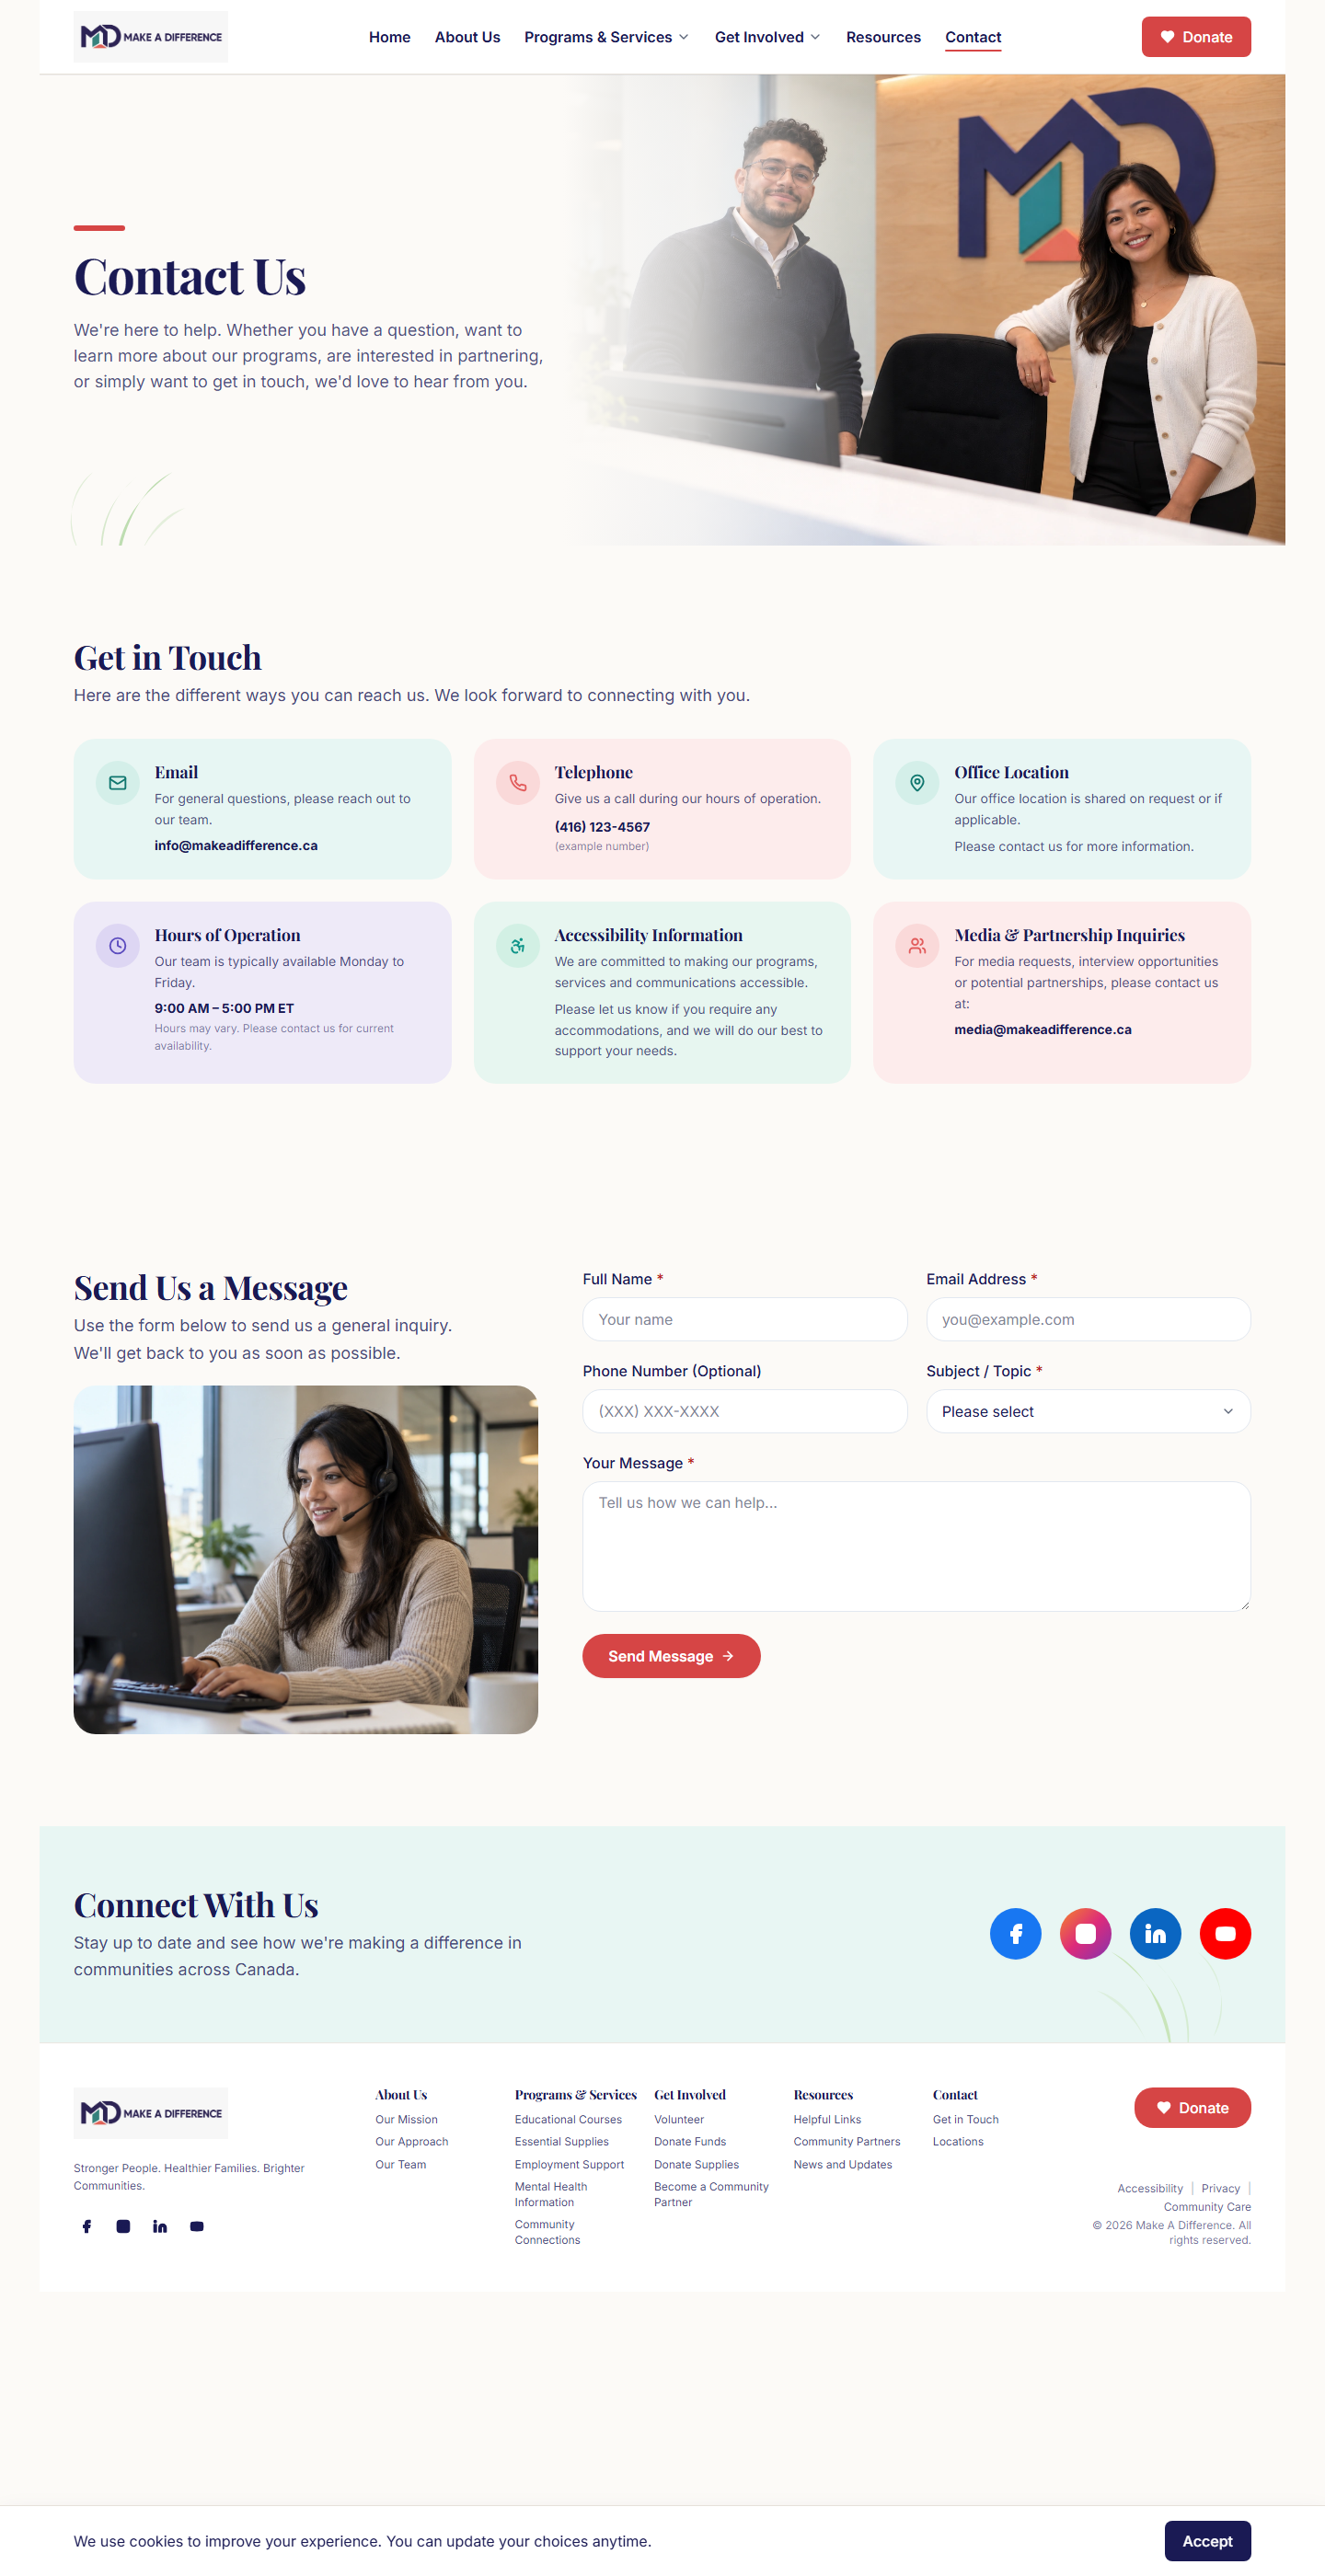 MD MAKE A DIFFERENCE
Home
About Us
Programs & Services
Get Involved
Resources
Contact
Donate
MD
Contact Us
We're here to help. Whether you have a question, want to
learn more about our programs, are interested in partnering,
or simply want to get in touch, we'd love to hear from you.
Get in Touch
Here are the different ways you can reach us. We look forward to connecting with you.
Email
For general questions, please reach out to
our team.
info@makeadifference.ca
Telephone
Give us a call during our hours of operation.
(416) 123-4567
(example number)
Office Location
Our office location is shared on request or if
applicable.
Please contact us for more information.
Hours of Operation
Our team is typically available Monday to
Friday.
9:00 AM – 5:00 PM ET
Hours may vary. Please contact us for current
availability.
Accessibility Information
We are committed to making our programs,
services and communications accessible.
Please let us know if you require any
accommodations, and we will do our best to
support your needs.
Media & Partnership Inquiries
For media requests, interview opportunities
or potential partnerships, please contact us
at:
media@makeadifference.ca
Send Us a Message
Use the form below to send us a general inquiry.
We'll get back to you as soon as possible.
Full Name *
Your name
Email Address *
you@example.com
Phone Number (Optional)
(XXX) XXX-XXXX
Subject / Topic *
Please select
Your Message *
Tell us how we can help...
Send Message
Connect With Us
Stay up to date and see how we're making a difference in
communities across Canada.
MD MAKE A DIFFERENCE
Stronger People. Healthier Families. Brighter
Communities.
About Us
Our Mission
Our Approach
Our Team
Programs & Services
Educational Courses
Essential Supplies
Employment Support
Mental Health
Information
Community
Connections
Get Involved
Volunteer
Donate Funds
Donate Supplies
Become a Community
Partner
Resources
Helpful Links
Community Partners
News and Updates
Contact
Get in Touch
Locations
Donate
Accessibility | Privacy |
Community Care
© 2026 Make A Difference. All
rights reserved.
We use cookies to improve your experience. You can update your choices anytime.
Accept